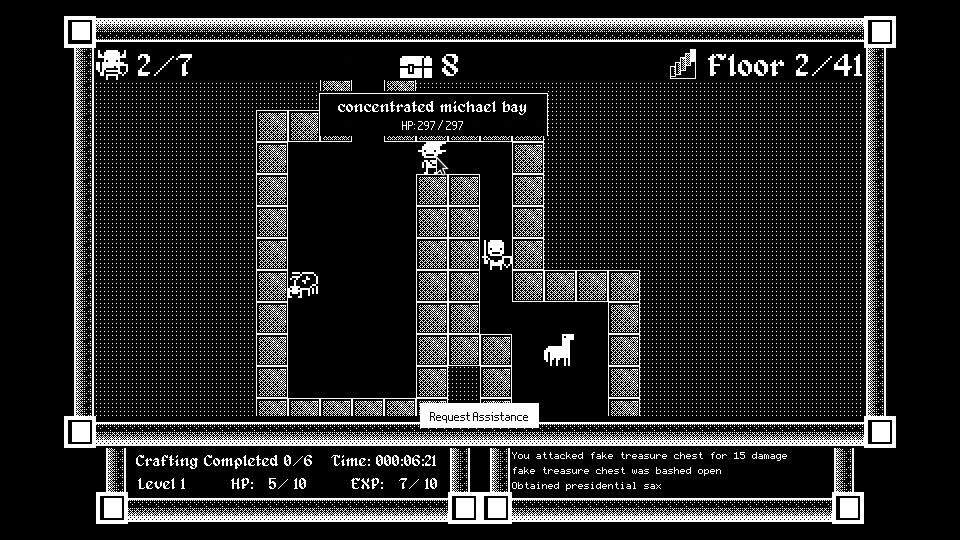 2/7
8
Floor 2/41
concentrated michael bay
HP:297/297
Request Assistance
Crafting Completed 0/6 Time: 000:06:21
Level 1 HP: 5/10 EXP: 7/10
You attacked fake treasure chest for 15 damage
fake treasure chest was bashed open
Obtained presidential sax